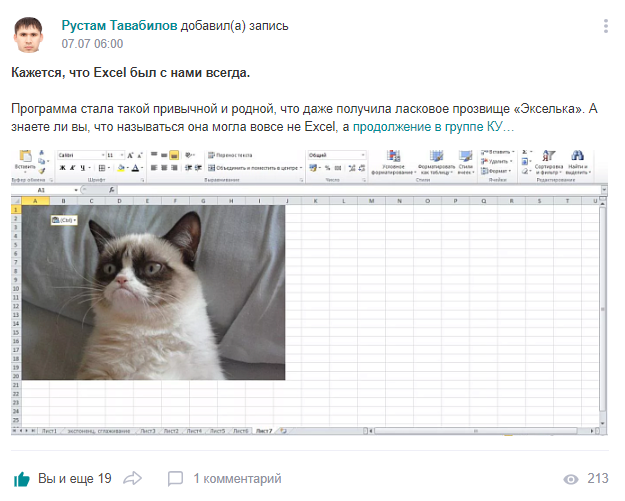 Рустам Тавабилов добавил(а) запись
07.07 06:00
Кажется, что Excel был с нами всегда.
Программа стала такой привычной и родной, что даже получила ласковое прозвище «Экселька». А
знаете ли вы, что называться она могла вовсе не Excel, а продолжение в группе КУ…
Вставить
Calibri 11
Перенос текста
Общий
Вставить
Ж К Ч
Объединить и поместить в центре
Условное форматирование
Форматировать как таблицу
Стили ячеек
Удалить
Формат
Сортировка и фильтр
Найти и выделить
Буфер обмена
Шрифт
Выравнивание
Число
Стили
Ячейки
Редактирование
A1 fx
A B C D E F G H I J K L M N O P Q R S T U
1
2
(Ctrl)
3
4
5
6
7
8
9
10
11
12
13
14
15
16
17
18
19
20
21
22
23
24
25
Лист1 экспоненц. сглаживание Лист3 Лист2 Лист4 Лист5 Лист6 Лист7
Вы и еще 19 1 комментарий 213